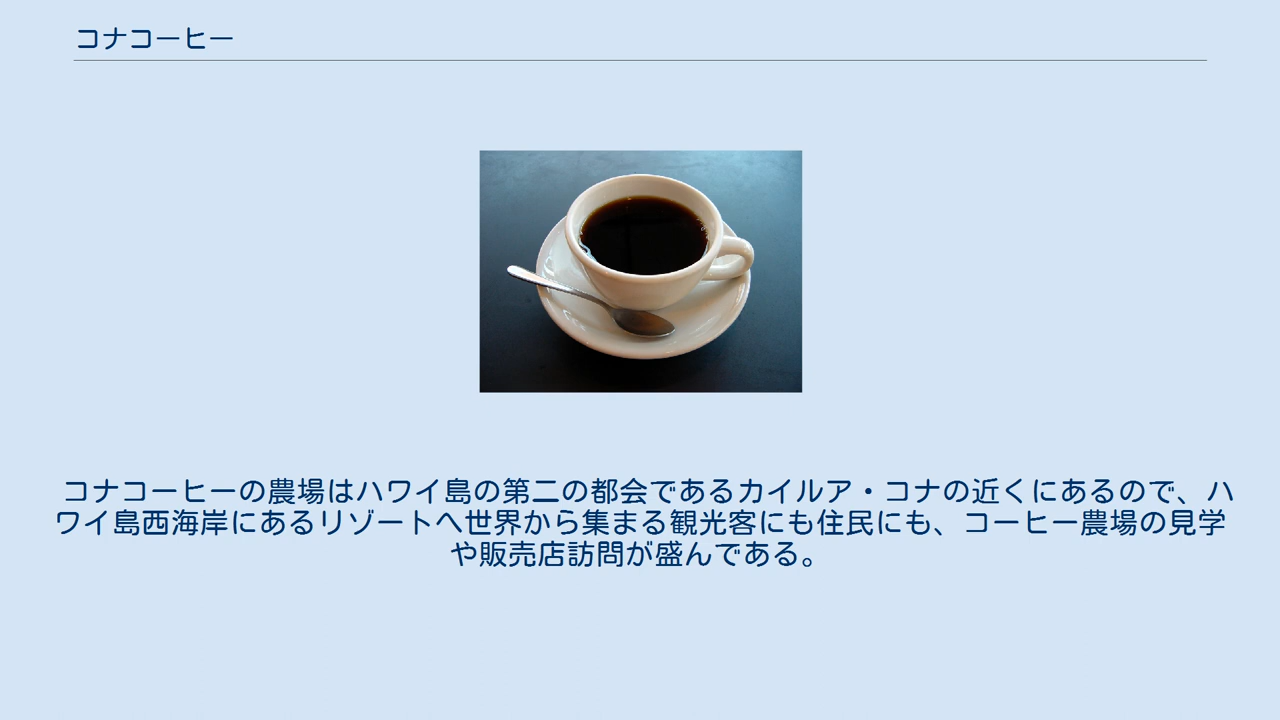 コナコーヒー
コナコーヒーの農場はハワイ島の第二の都会であるカイルア・コナの近くにあるので、ハ
ワイ島西海岸にあるリゾートへ世界から集まる観光客にも住民にも、コーヒー農場の見学
や販売店訪問が盛んである。